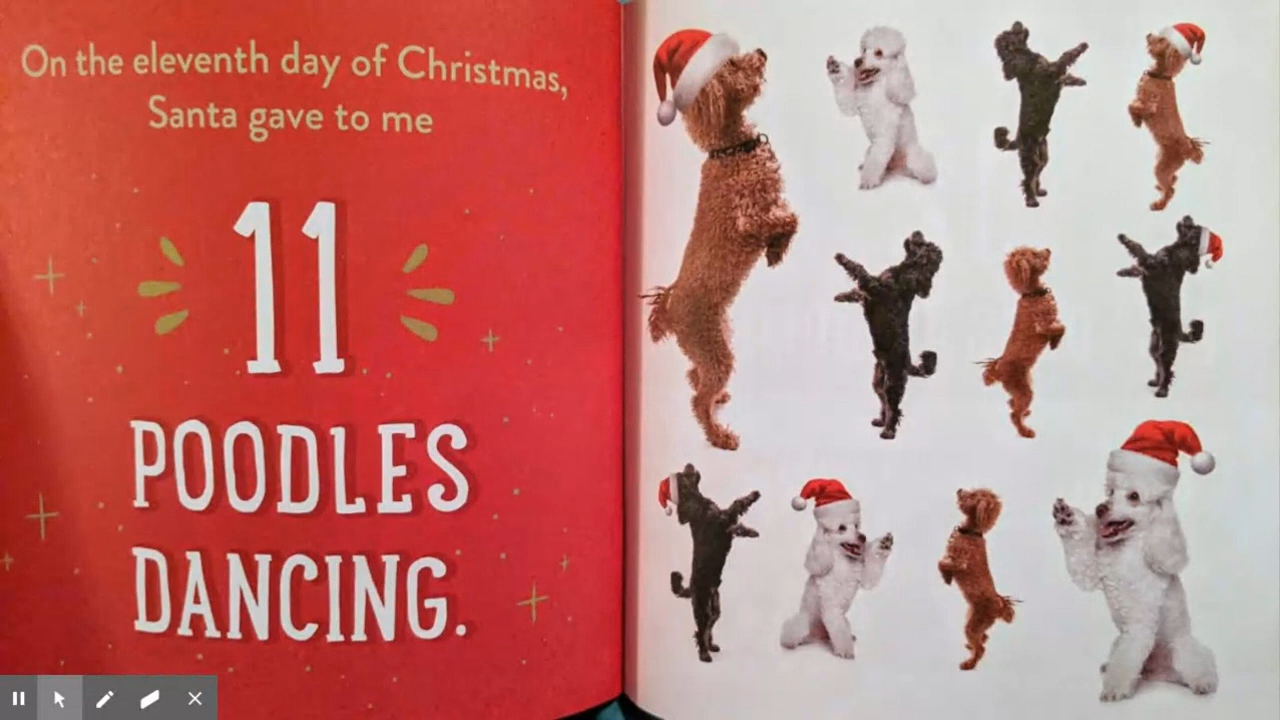 On the eleventh day of Christmas,
Santa gave to me
11
POODLES
DANCING.